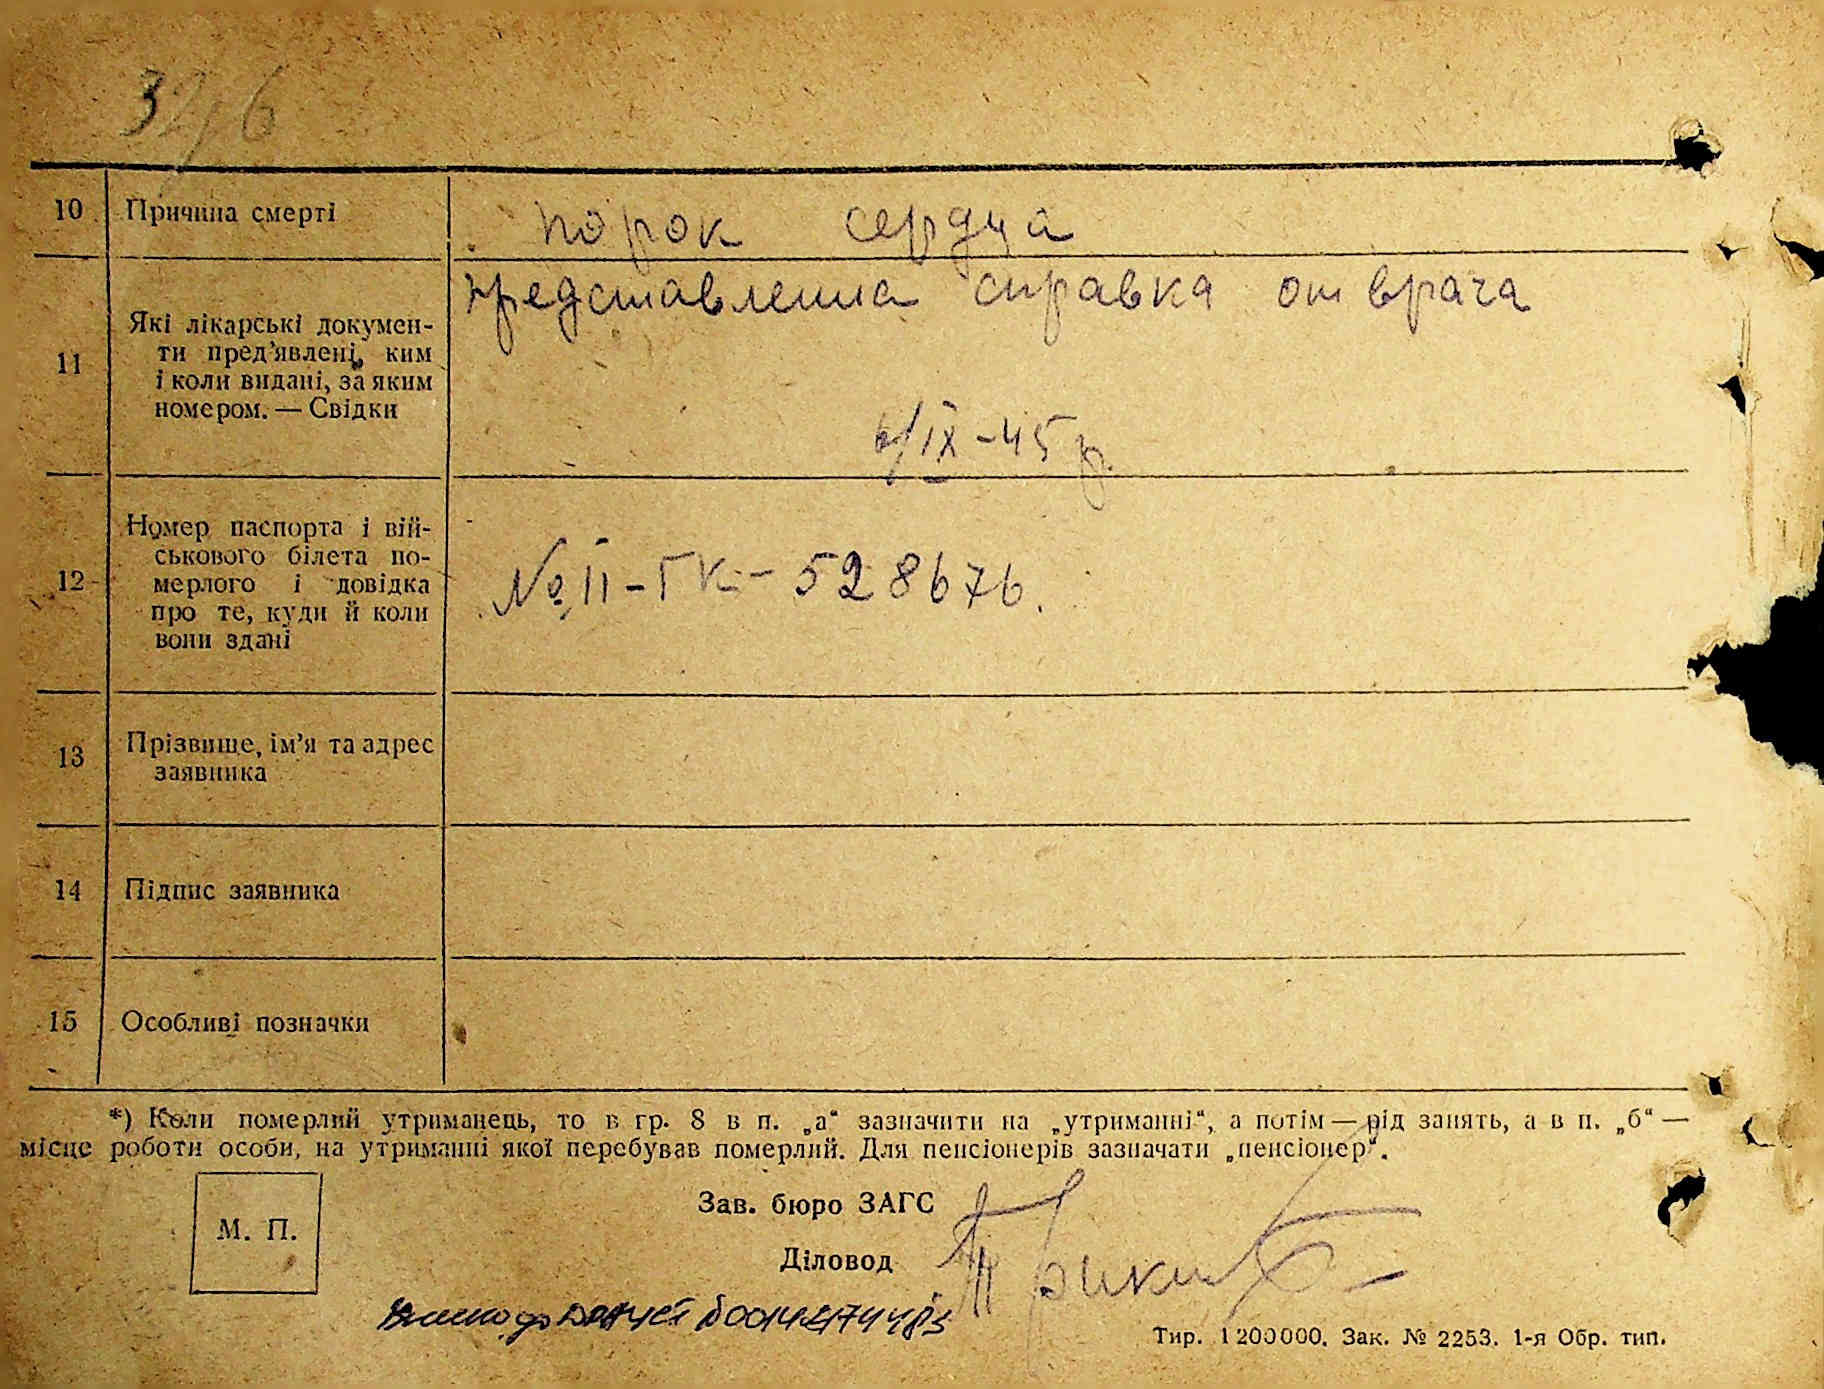 3216
10 Причина смерті порок сердца
11 Які лікарські докумен-
ти пред’явлені, ким
і коли видані, за яким
номером. — Свідки
представленна справка от врача
6/IX-45 р.
12 Номер паспорта і вій-
ськового білета по-
мерлого і довідка
про те, куди й коли
вони здані
№ II-ГК-528676.
13 Прізвище, ім’я та адрес
заявника
14 Підпис заявника
15 Особливі позначки
*) Коли померлий утриманець, то в гр. 8 в п. „а“ зазначити на „утриманні“, а потім — рід занять, а в п. „б“ —
місце роботи особи, на утриманні якої перебував померлий. Для пенсіонерів зазначати „пенсіонер“.
М. П.
Зав. бюро ЗАГС
Діловод
Тир. 1200000. Зак. № 2253. 1-я Обр. тип.